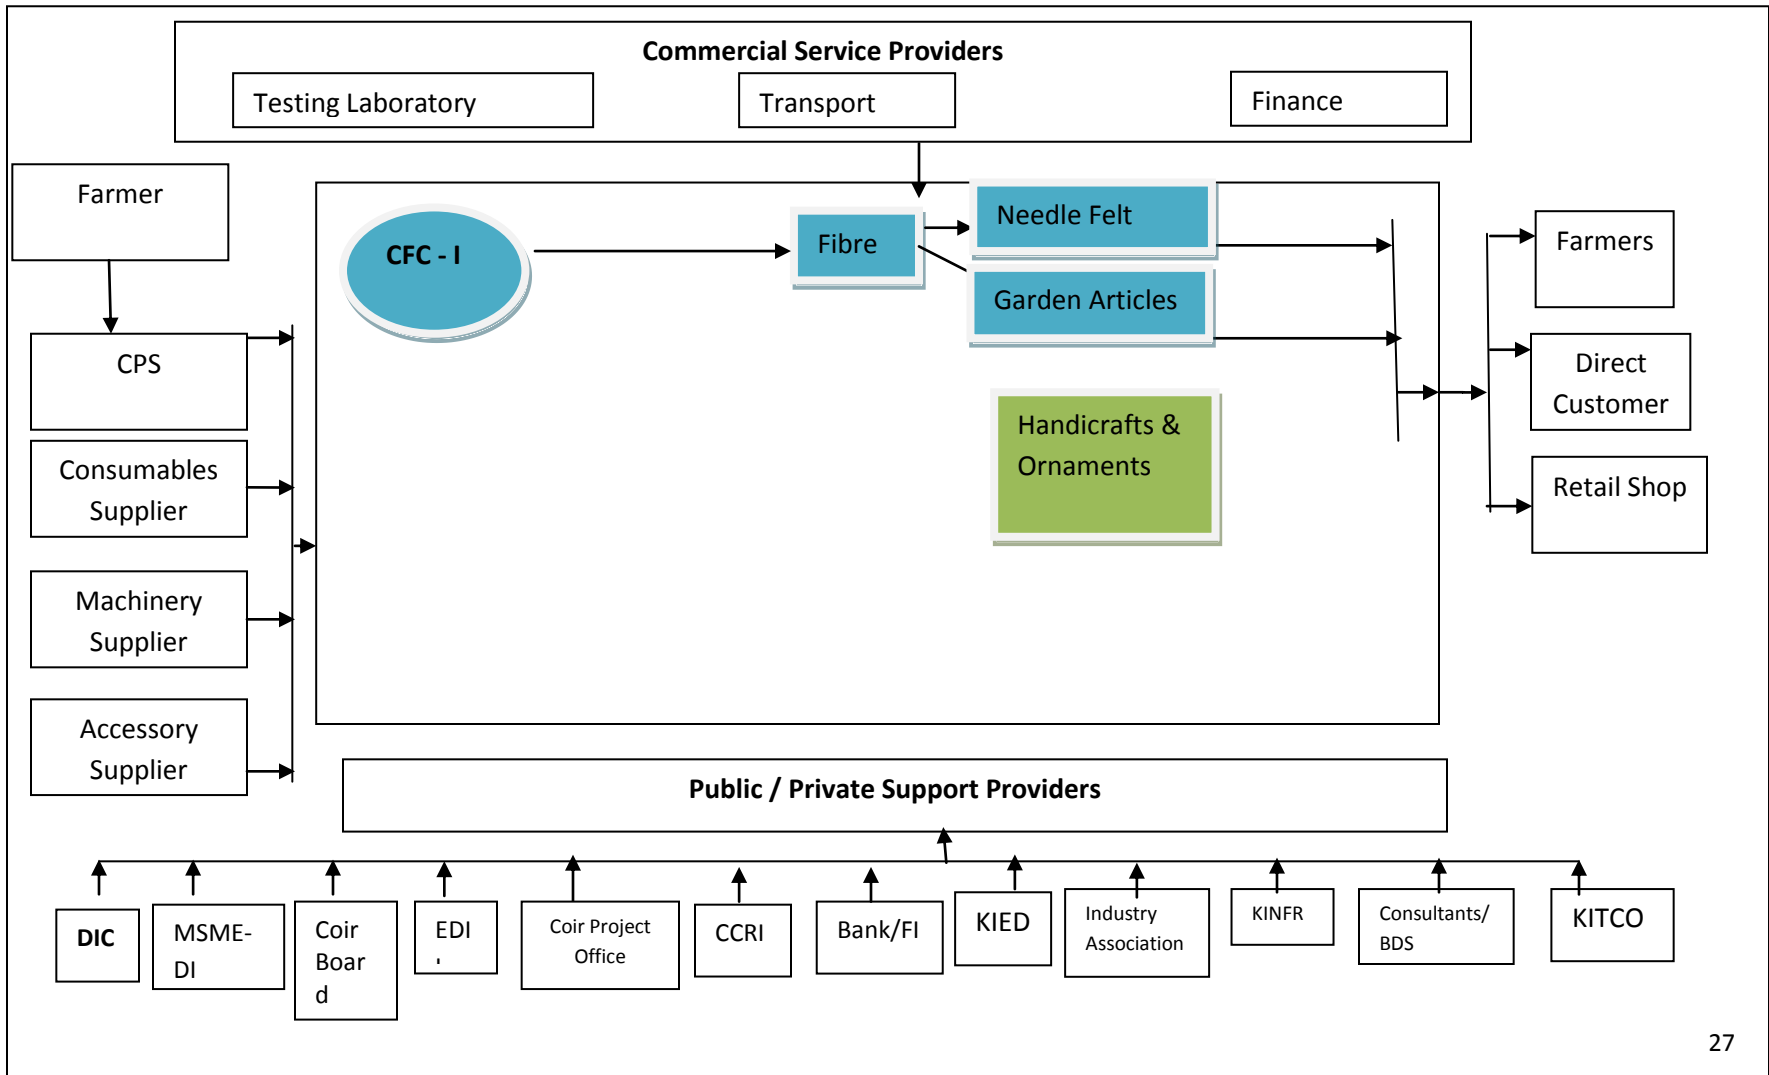 Commercial Service Providers
Testing Laboratory
Transport
Finance
Farmer
CFC - I
Fibre
Needle Felt
Garden Articles
Farmers
CPS
Direct
Customer
Handicrafts &
Ornaments
Consumables
Supplier
Retail Shop
Machinery
Supplier
Accessory
Supplier
Public / Private Support Providers
DIC
MSME-
DI
Coir
Boar
d
EDI
Coir Project
Office
CCRI
Bank/FI
KIED
Industry
Association
KINFR
Consultants/
BDS
KITCO
27